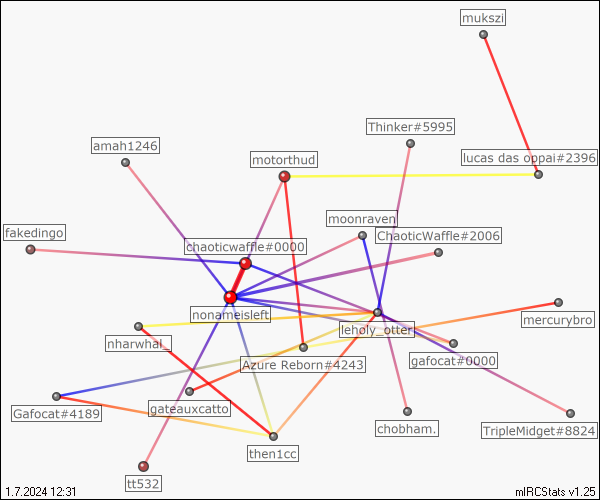 mukszi
Thinker#5995
amah1246
motorthud
lucas das oppai#2396
moonraven
fakedingo
ChaoticWaffle#2006
chaoticwaffle#0000
nonameisleft
mercurybro
leholy_otter
nharwhal.
gafocat#0000
Azure Reborn#4243
Gafocat#4189
gateauxcatto
chobham.
TripleMidget#8824
then1cc
tt532
1.7.2024 12:31
mIRCStats v1.25